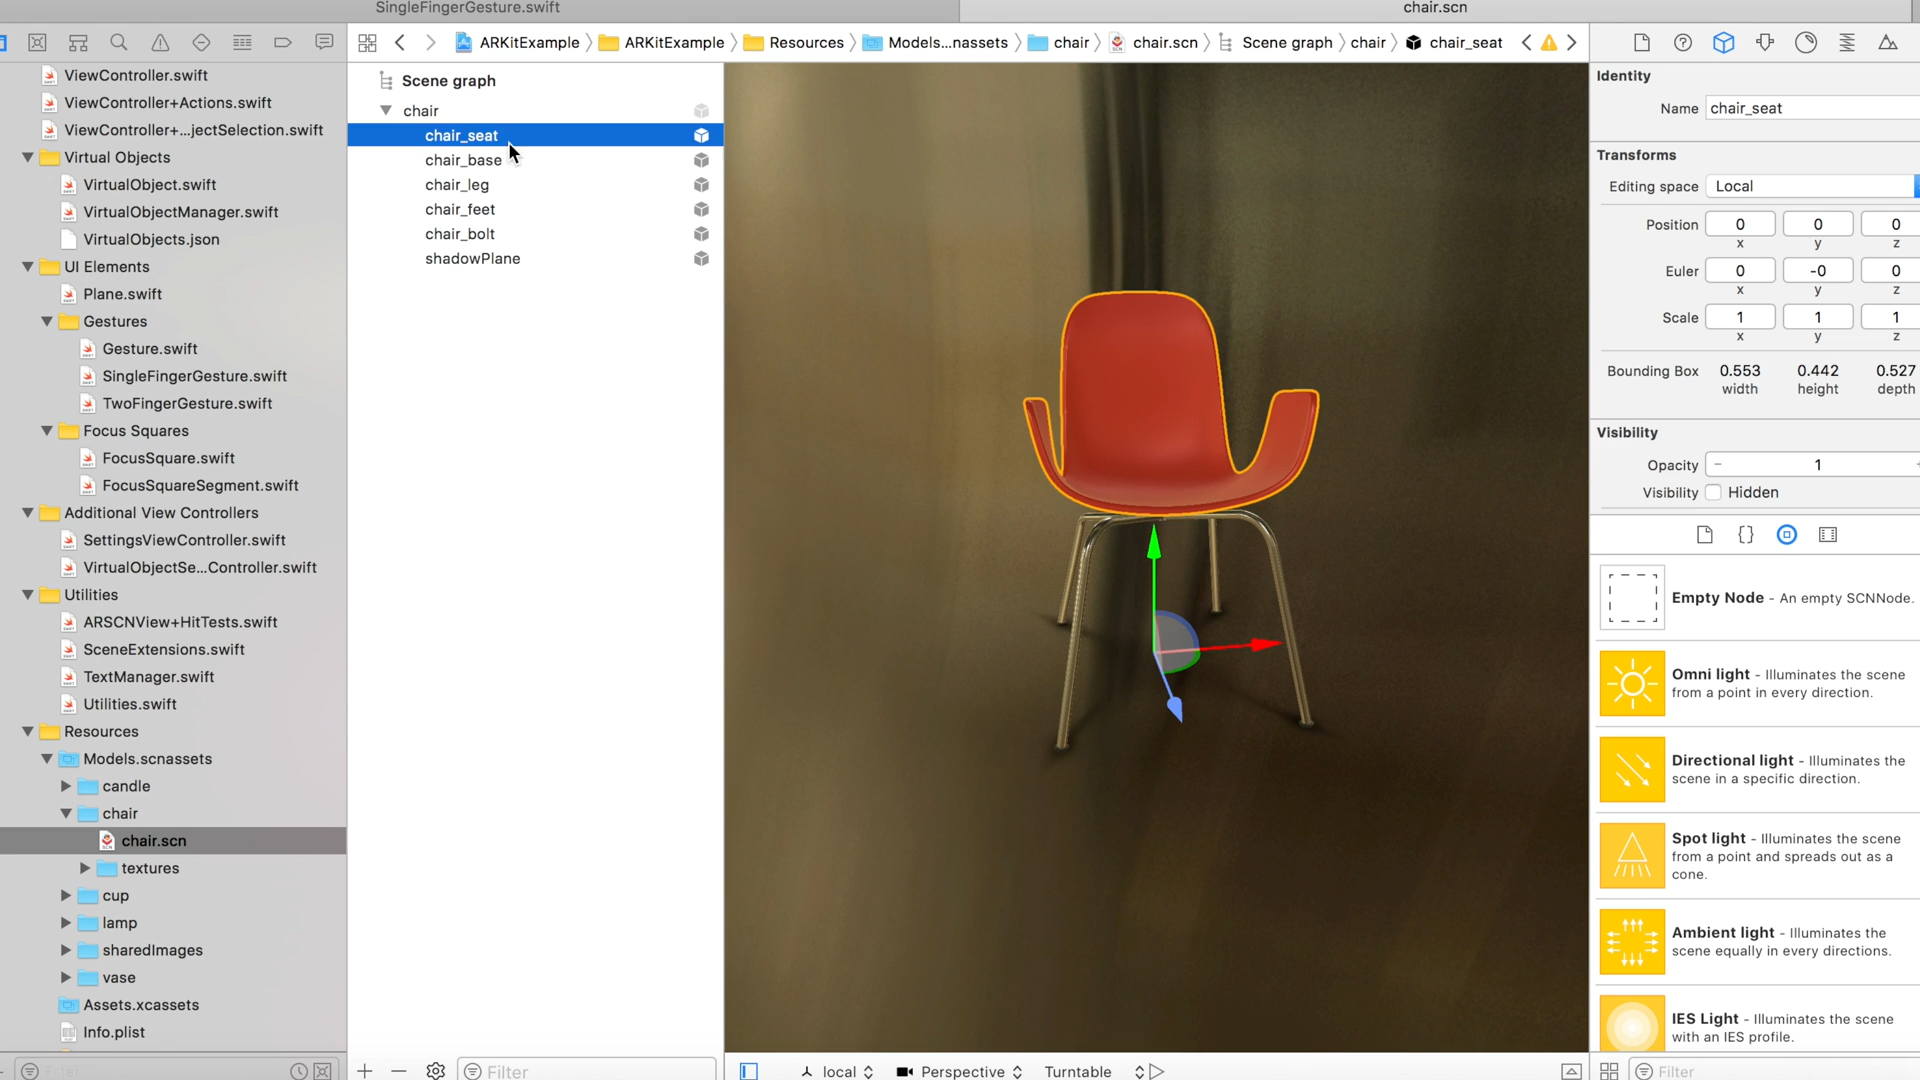 SingleFingerGesture.swift
chair.scn
ARKitExample
ARKitExample
Resources
Models...nassets
chair
chair.scn
Scene graph
chair
chair_seat
ViewController.swift
ViewController+Actions.swift
ViewController+...jectSelection.swift
Virtual Objects
VirtualObject.swift
VirtualObjectManager.swift
VirtualObjects.json
UI Elements
Plane.swift
Gestures
Gesture.swift
SingleFingerGesture.swift
TwoFingerGesture.swift
Focus Squares
FocusSquare.swift
FocusSquareSegment.swift
Additional View Controllers
SettingsViewController.swift
VirtualObjectSe...Controller.swift
Utilities
ARSCNView+HitTests.swift
SceneExtensions.swift
TextManager.swift
Utilities.swift
Resources
Models.scnassets
candle
chair
chair.scn
textures
cup
lamp
sharedImages
vase
Assets.xcassets
Info.plist
Filter
Scene graph
chair
chair_seat
chair_base
chair_leg
chair_feet
chair_bolt
shadowPlane
Filter
local
Perspective
Turntable
Identity
Name chair_seat
Transforms
Editing space Local
Position 0 0 0
x y z
Euler 0 -0 0
x y z
Scale 1 1 1
x y z
Bounding Box 0.553 0.442 0.527
width height depth
Visibility
Opacity − 1
Visibility Hidden
Empty Node - An empty SCNNode.
Omni light - Illuminates the scene
from a point in every direction.
Directional light - Illuminates the
scene in a specific direction.
Spot light - Illuminates the scene
from a point and spreads out as a
cone.
Ambient light - Illuminates the
scene equally in every directions.
IES Light - Illuminates the scene
with an IES profile.
Filter